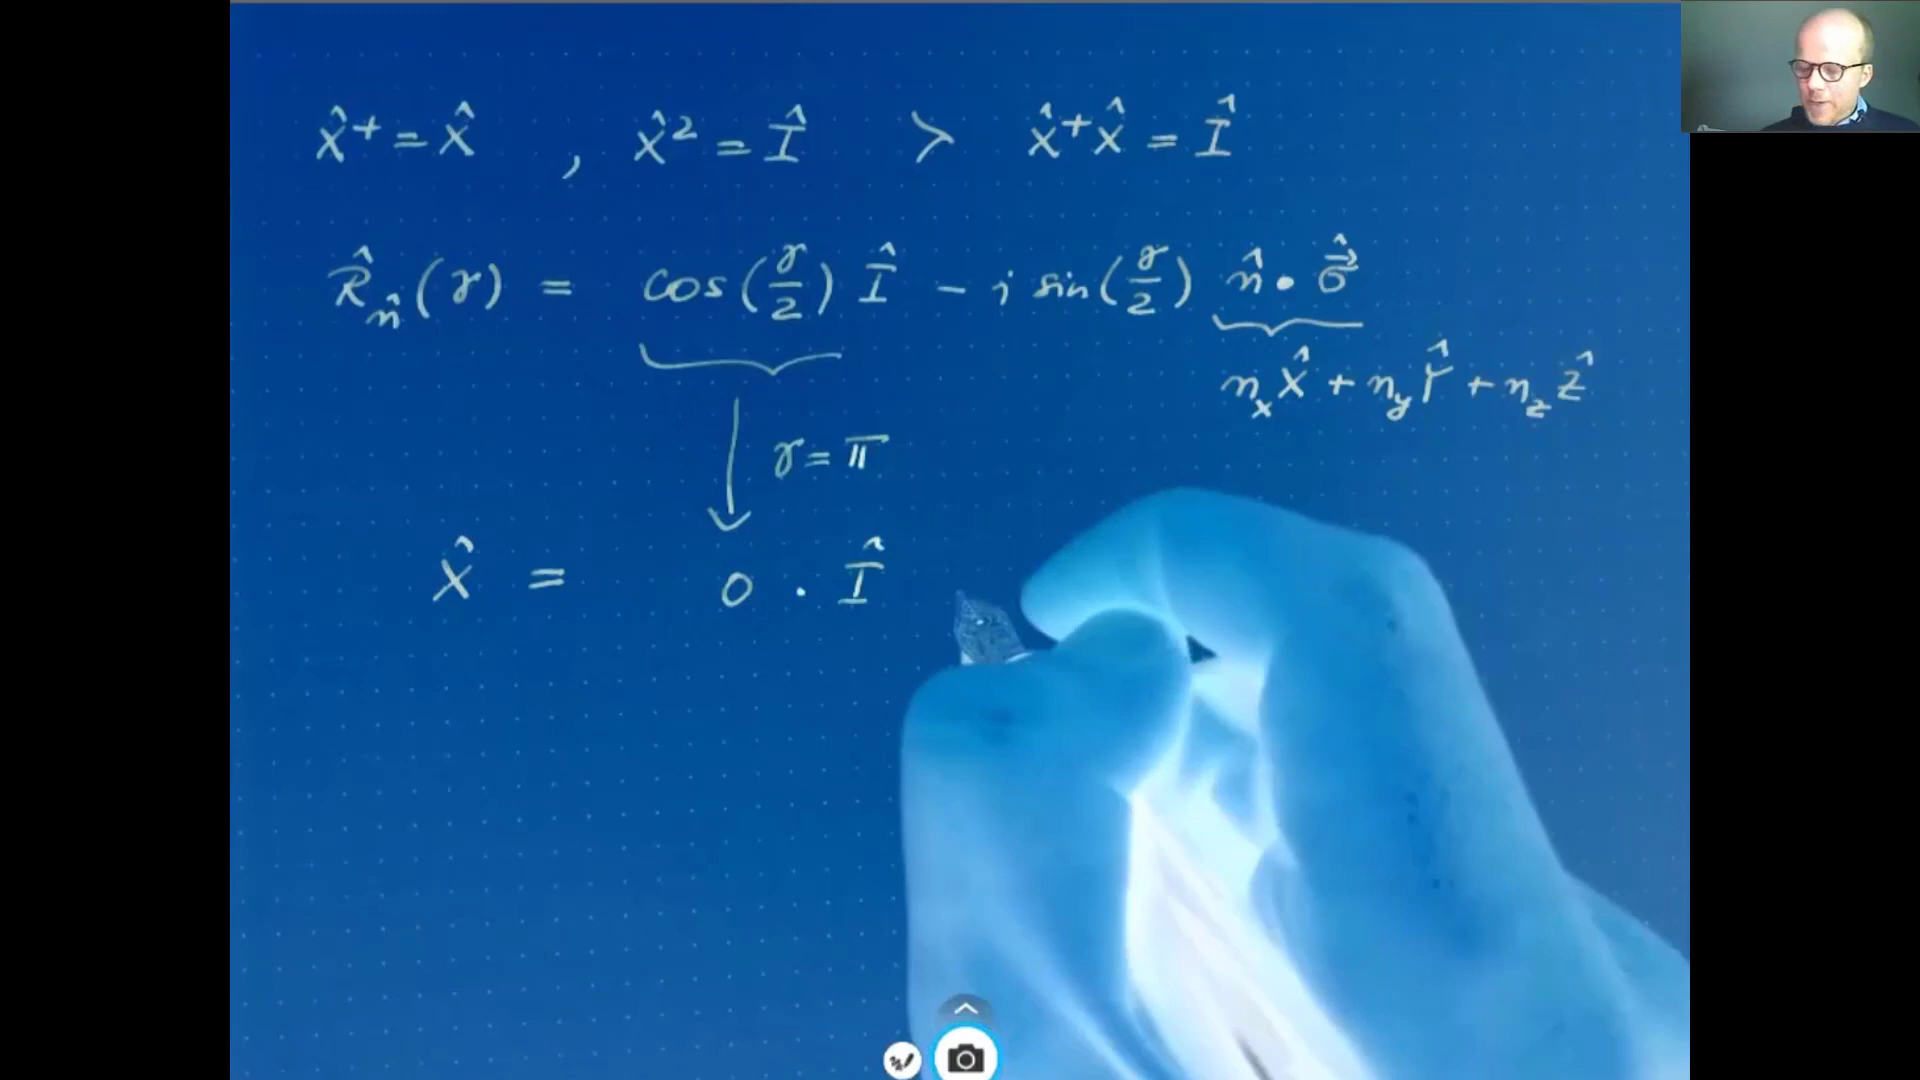 X̂⁺ = X̂ , X̂² = Î > X̂⁺X̂ = Î
R̂_n̂(γ) = cos(γ/2) Î − i sin(γ/2) n̂ • σ̂⃗
n_x X̂ + n_y Ŷ + n_z Ẑ
γ = π
X̂ = 0 · Î